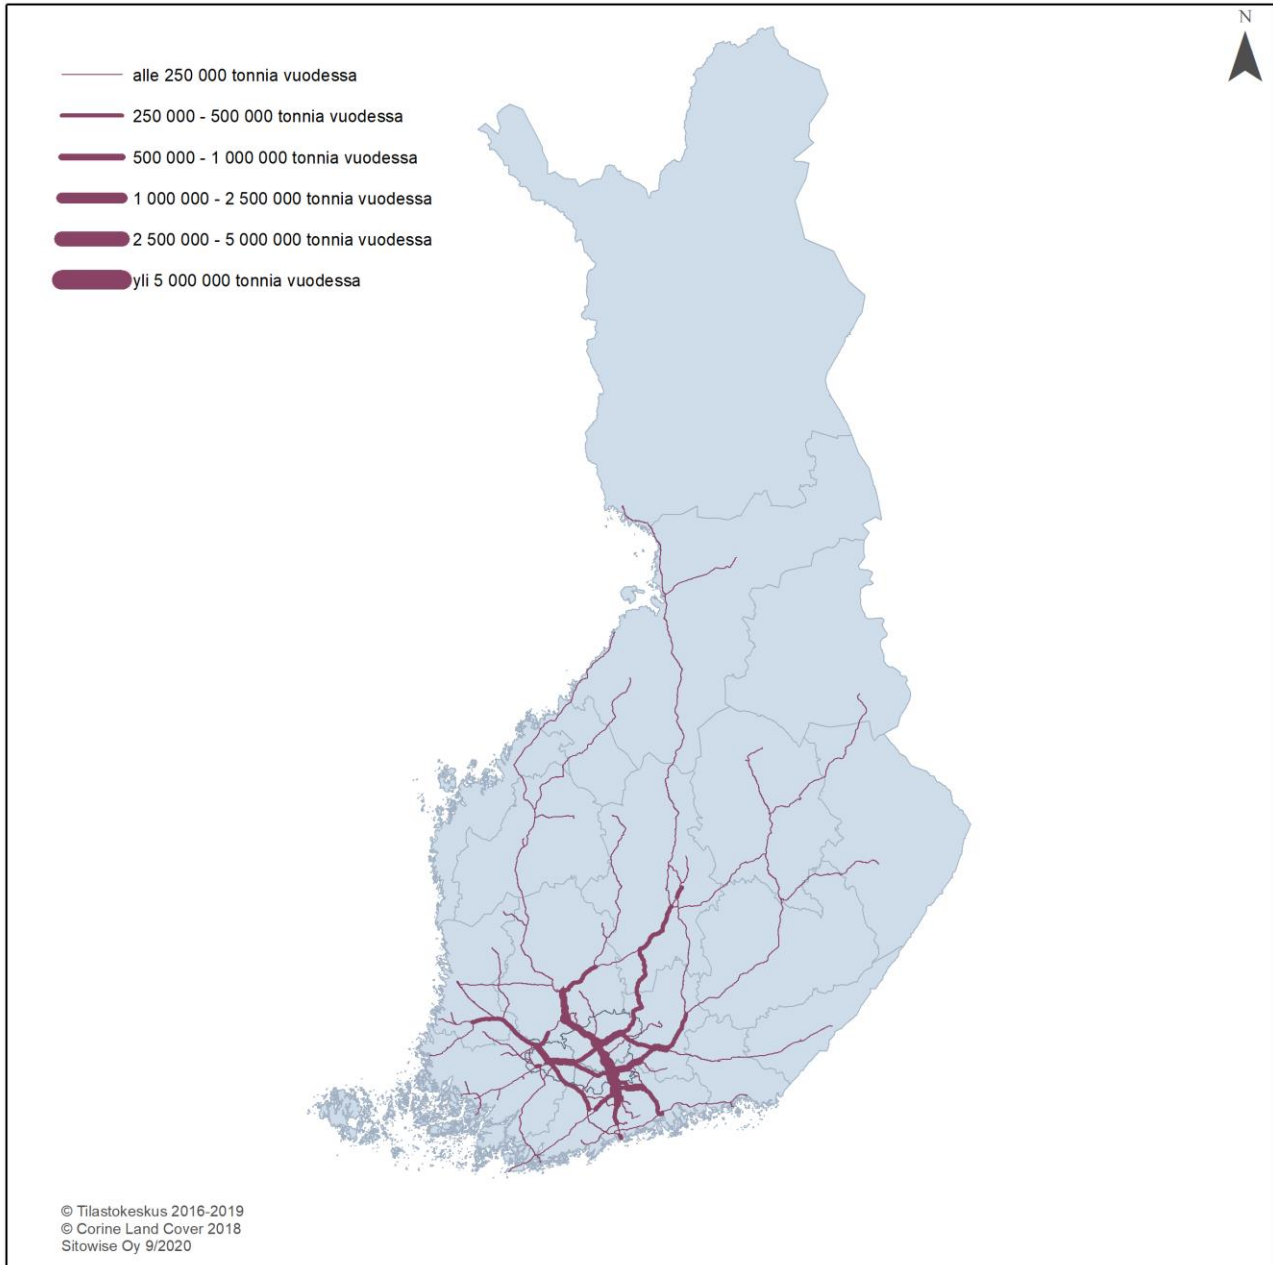 N
alle 250 000 tonnia vuodessa
250 000 - 500 000 tonnia vuodessa
500 000 - 1 000 000 tonnia vuodessa
1 000 000 - 2 500 000 tonnia vuodessa
2 500 000 - 5 000 000 tonnia vuodessa
yli 5 000 000 tonnia vuodessa
© Tilastokeskus 2016-2019
© Corine Land Cover 2018
Sitowise Oy 9/2020